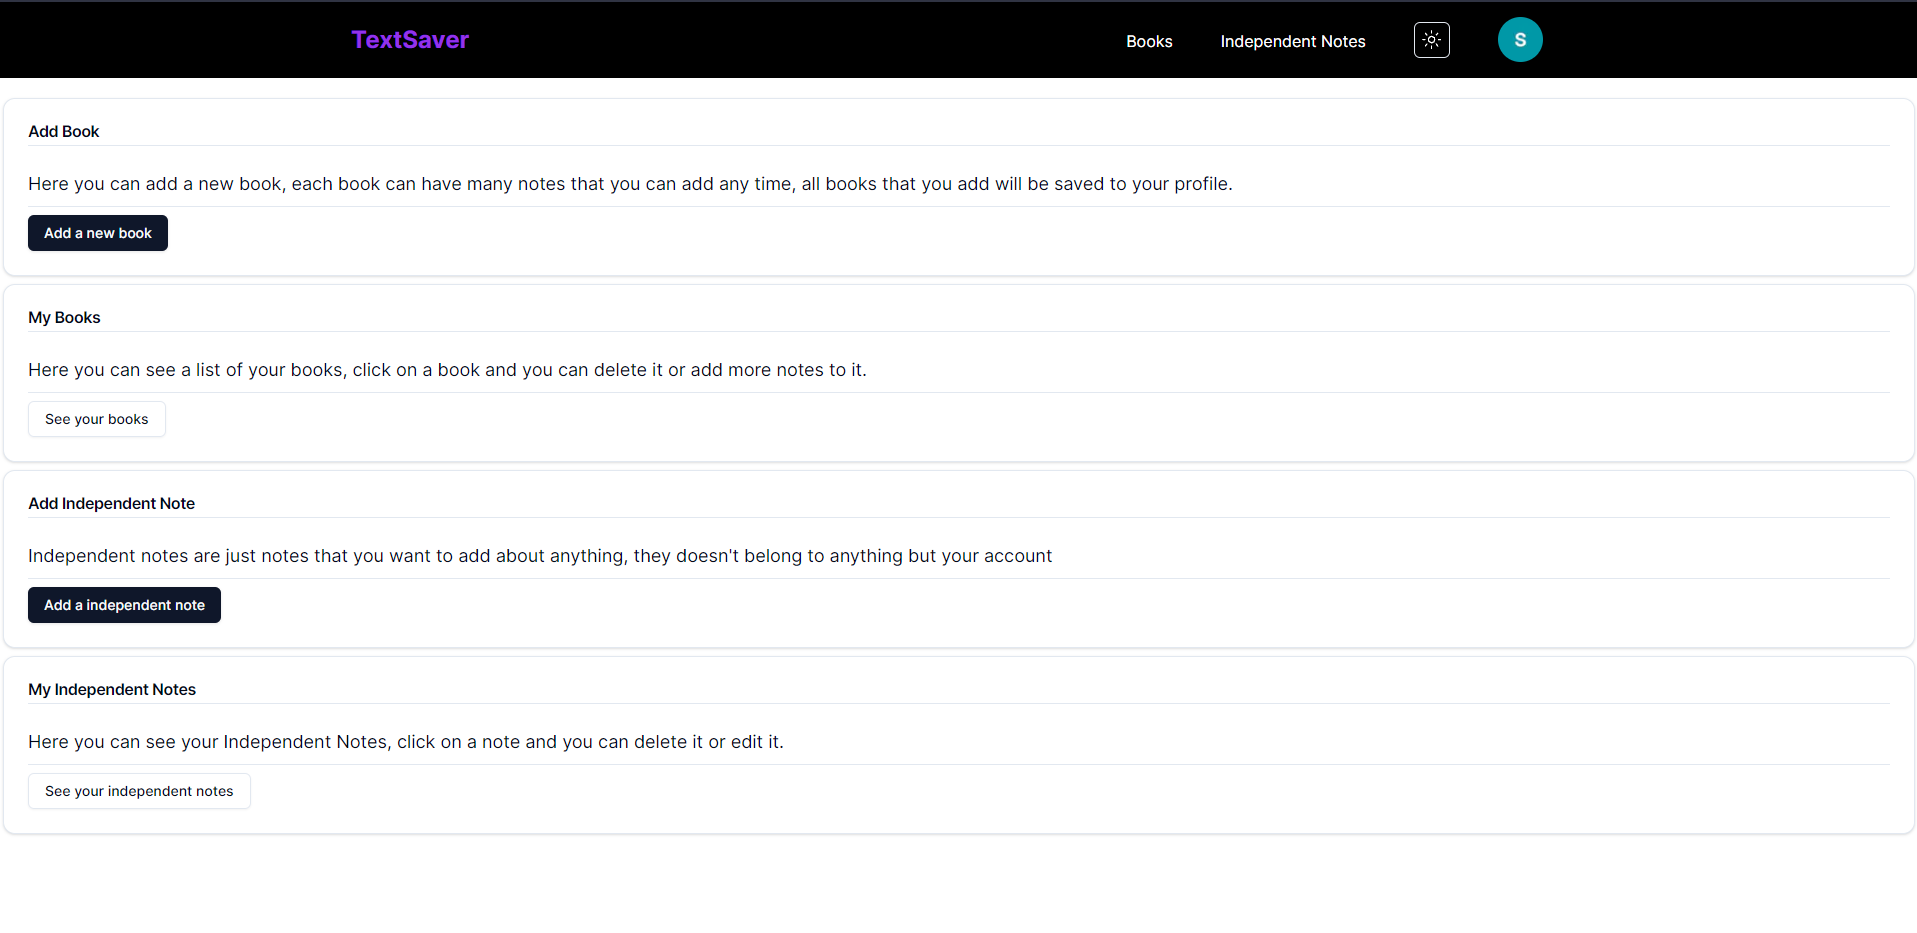 TextSaver
Books
Independent Notes
S
Add Book
Here you can add a new book, each book can have many notes that you can add any time, all books that you add will be saved to your profile.
Add a new book
My Books
Here you can see a list of your books, click on a book and you can delete it or add more notes to it.
See your books
Add Independent Note
Independent notes are just notes that you want to add about anything, they doesn't belong to anything but your account
Add a independent note
My Independent Notes
Here you can see your Independent Notes, click on a note and you can delete it or edit it.
See your independent notes